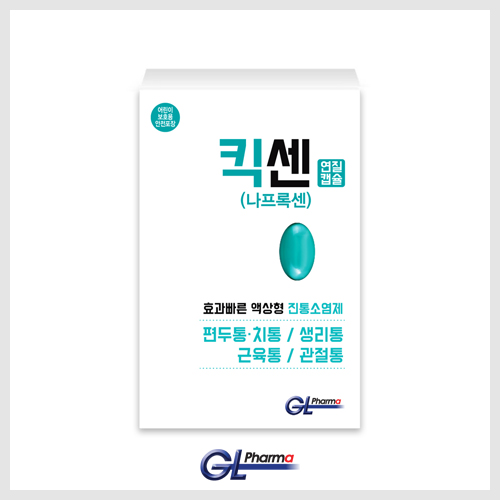 어린이
보호용
안전포장
킥센 연질
캡슐
(나프록센)
효과빠른 액상형 진통소염제
편두통·치통 / 생리통
근육통 / 관절통
GL Pharma
GL Pharma